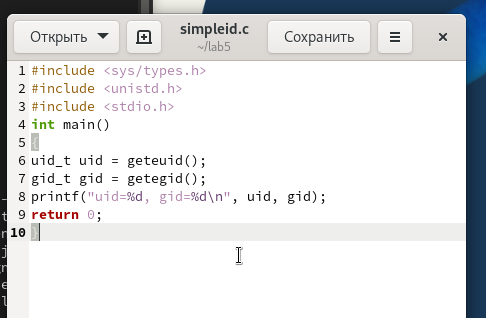 Открыть
simpleid.c
~/lab5
Сохранить
1 #include <sys/types.h>
2 #include <unistd.h>
3 #include <stdio.h>
4 int main()
5 {
6 uid_t uid = geteuid();
7 gid_t gid = getegid();
8 printf("uid=%d, gid=%d\n", uid, gid);
9 return 0;
10 }